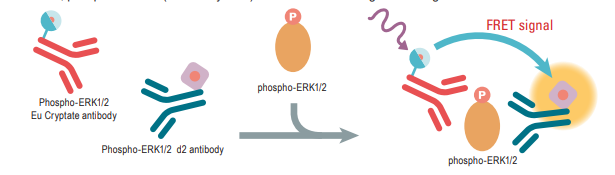 P
FRET signal
phospho-ERK1/2
Phospho-ERK1/2
Eu Cryptate antibody
P
Phospho-ERK1/2 d2 antibody
phospho-ERK1/2